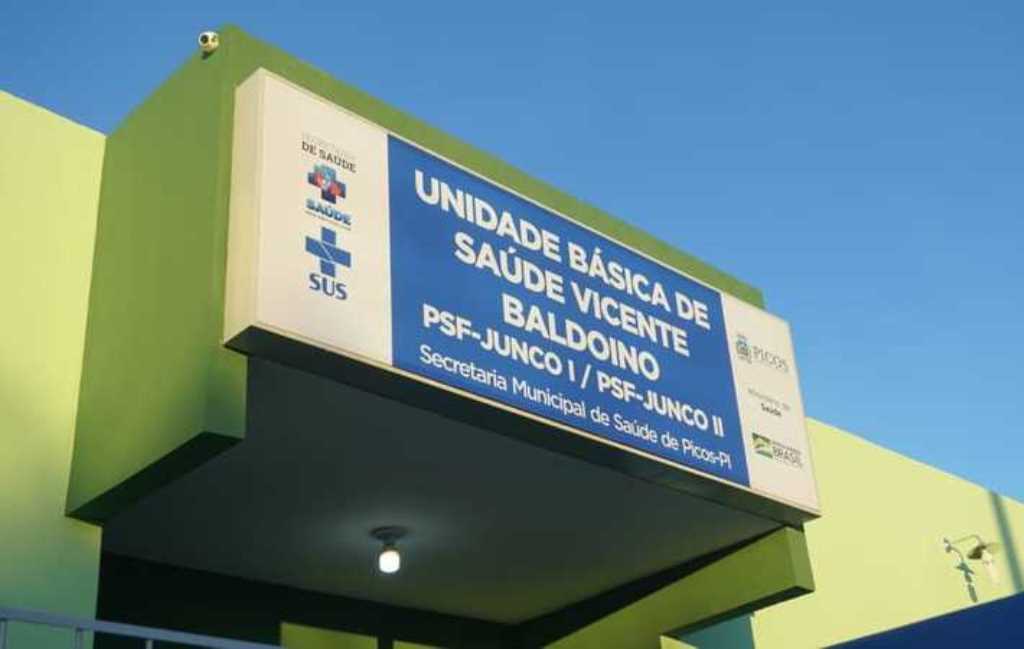 DE SAÚDE
SAÚDE
SUS
UNIDADE BÁSICA DE
SAÚDE VICENTE
BALDOINO
PSF-JUNCO I / PSF-JUNCO II
Secretaria Municipal de Saúde de Picos-PI
PICOS
Saúde
BRASIL